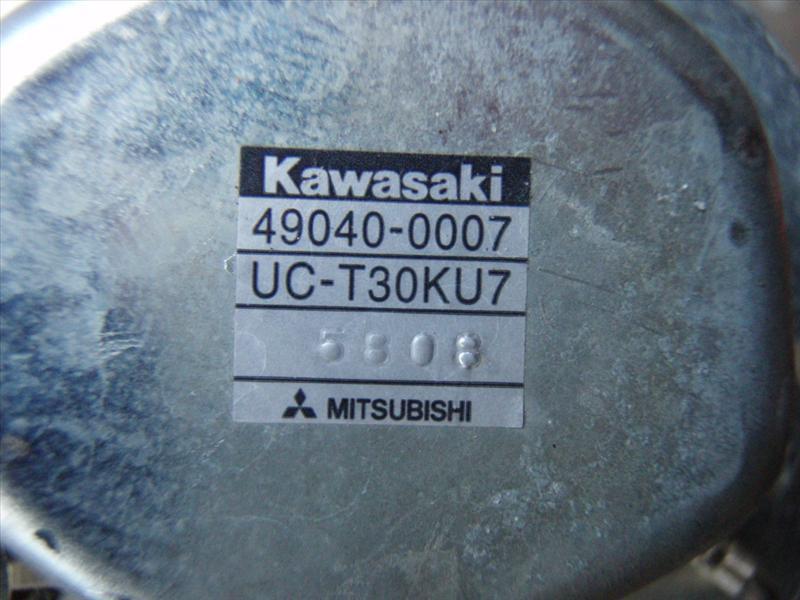 Kawasaki
49040-0007
UC-T30KU7
5808
MITSUBISHI